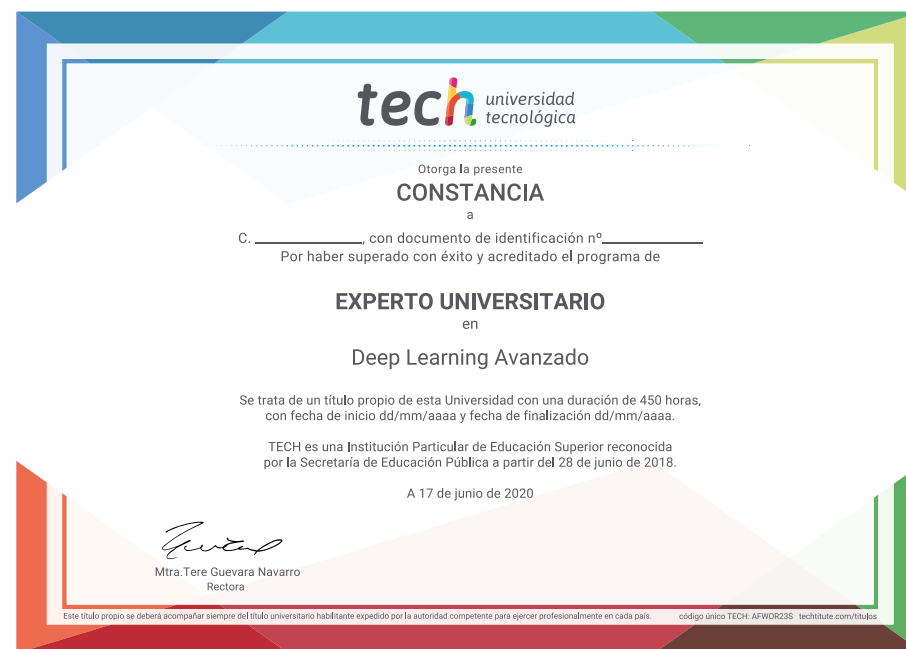 tech universidad
tecnológica
Otorga la presente
CONSTANCIA
a
C. ____________, con documento de identificación nº____________
Por haber superado con éxito y acreditado el programa de
EXPERTO UNIVERSITARIO
en
Deep Learning Avanzado
Se trata de un título propio de esta Universidad con una duración de 450 horas,
con fecha de inicio dd/mm/aaaa y fecha de finalización dd/mm/aaaa.
TECH es una Institución Particular de Educación Superior reconocida
por la Secretaría de Educación Pública a partir del 28 de junio de 2018.
A 17 de junio de 2020
Mtra.Tere Guevara Navarro
Rectora
Este título propio se deberá acompañar siempre del título universitario habilitante expedido por la autoridad competente para ejercer profesionalmente en cada país. código único TECH: AFWOR23S techtitute.com/titulos